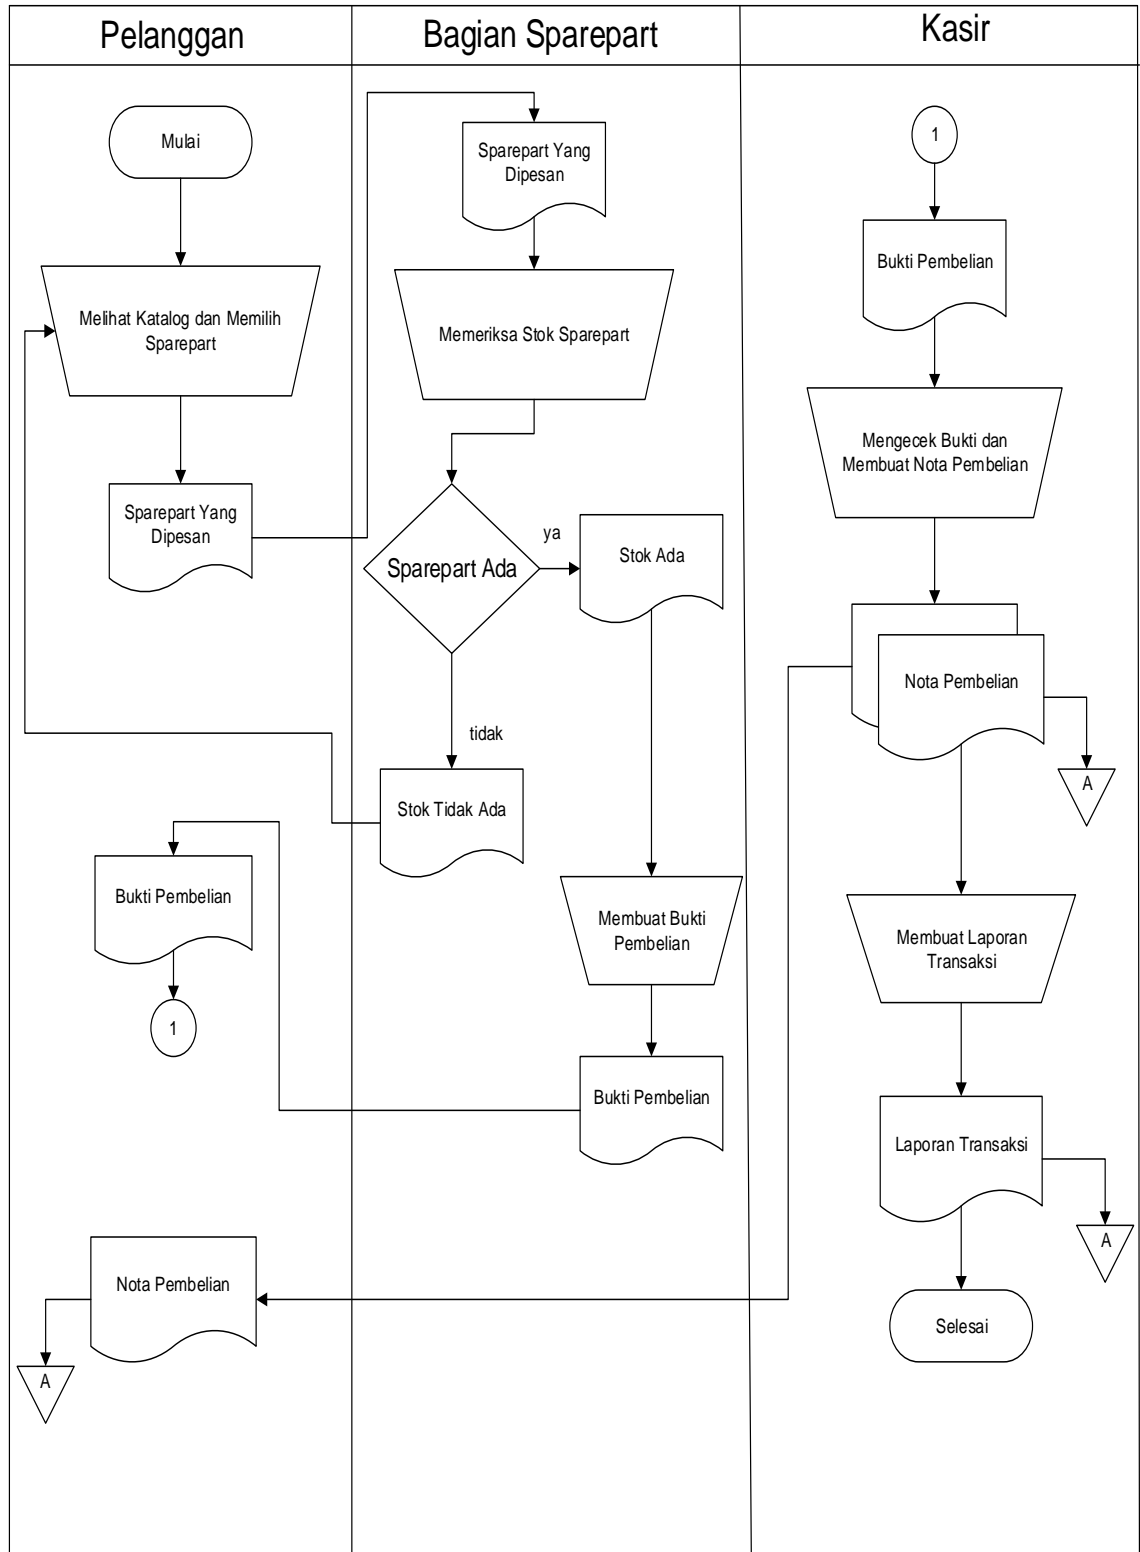 Pelanggan
Bagian Sparepart
Kasir
Mulai
Melihat Katalog dan Memilih
Sparepart
Sparepart Yang
Dipesan
Bukti Pembelian
1
Nota Pembelian
A
Sparepart Yang
Dipesan
Memeriksa Stok Sparepart
Sparepart Ada
ya
Stok Ada
tidak
Stok Tidak Ada
Membuat Bukti
Pembelian
Bukti Pembelian
1
Bukti Pembelian
Mengecek Bukti dan
Membuat Nota Pembelian
Nota Pembelian
A
Membuat Laporan
Transaksi
Laporan Transaksi
A
Selesai